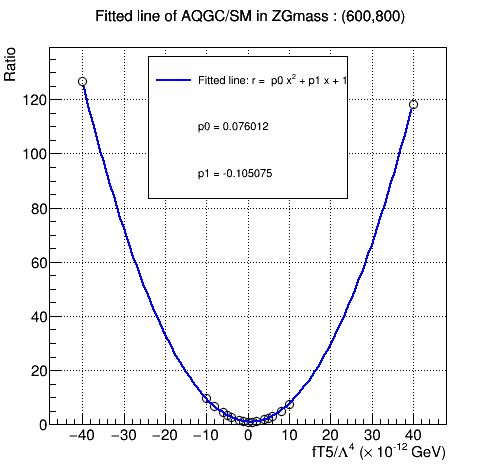 Fitted line of AQGC/SM in ZGmass : (600,800)
Ratio
Fitted line: r = p0 x² + p1 x + 1
p0 = 0.076012
p1 = -0.105075
120
100
80
60
40
20
0
−40 −30 −20 −10 0 10 20 30 40
fT5/Λ⁴ (× 10⁻¹² GeV)